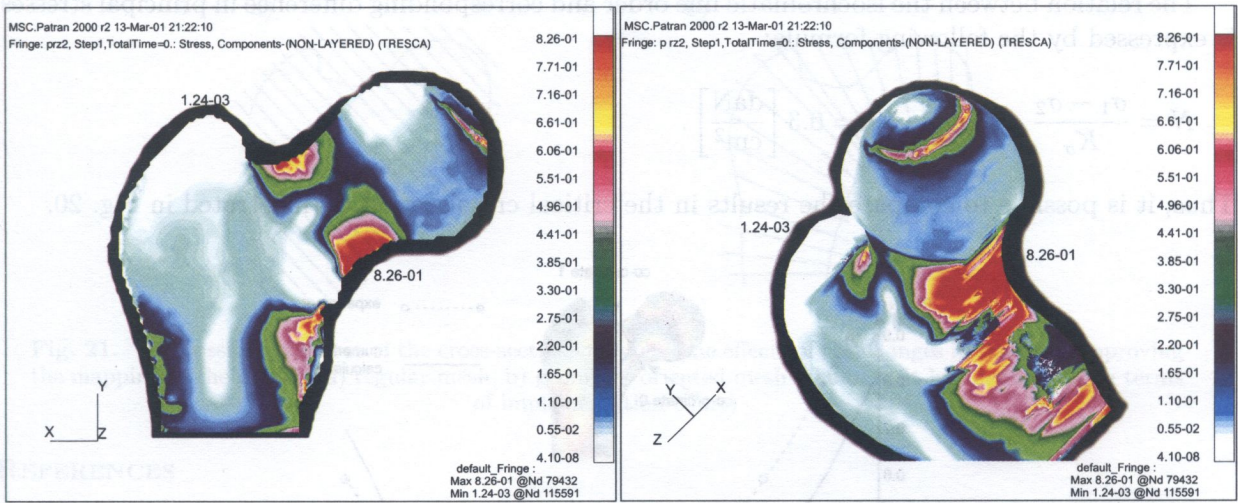 MSC.Patran 2000 r2 13-Mar-01 21:22:10
Fringe: prz2, Step1,TotalTime=0.: Stress, Components-(NON-LAYERED) (TRESCA)
8.26-01
7.71-01
7.16-01
6.61-01
6.06-01
5.51-01
4.96-01
4.41-01
3.85-01
3.30-01
2.75-01
2.20-01
1.65-01
1.10-01
0.55-02
4.10-08
1.24-03
8.26-01
Y
X
Z
default_Fringe :
Max 8.26-01 @Nd 79432
Min 1.24-03 @Nd 115591
MSC.Patran 2000 r2 13-Mar-01 21:22:10
Fringe: p rz2, Step1,TotalTime=0.: Stress, Components-(NON-LAYERED) (TRESCA)
8.26-01
7.71-01
7.16-01
6.61-01
6.06-01
5.51-01
4.96-01
4.41-01
3.85-01
3.30-01
2.75-01
2.20-01
1.65-01
1.10-01
0.55-02
4.10-08
1.24-03
8.26-01
X
Z
default_Fringe :
Max 8.26-01 @Nd 79432
Min 1.24-03 @Nd 115591